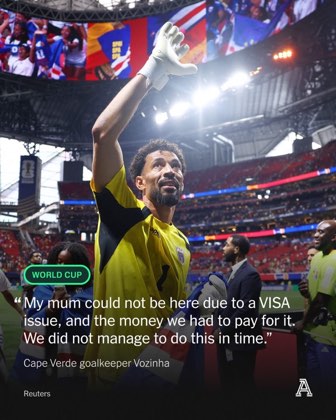 WORLD CUP
“My mum could not be here due to a VISA
issue, and the money we had to pay for it.
We did not manage to do this in time.”
Cape Verde goalkeeper Vozinha
Reuters